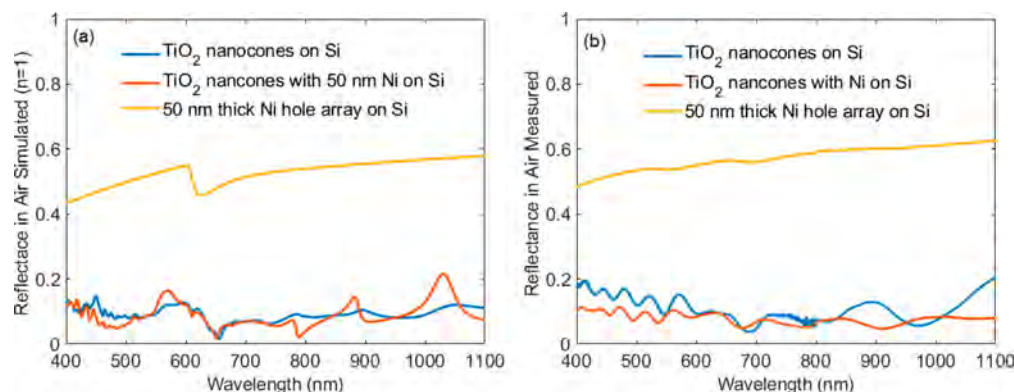 (a)
TiO2 nanocones on Si
TiO2 nancones with 50 nm Ni on Si
50 nm thick Ni hole array on Si
Reflectace in Air Simulated (n=1)
1
0.8
0.6
0.4
0.2
0
400 500 600 700 800 900 1000 1100
Wavelength (nm)
(b)
TiO2 nanocones on Si
TiO2 nancones with Ni on Si
50 nm thick Ni hole array on Si
Reflectance in Air Measured
1
0.8
0.6
0.4
0.2
0
400 500 600 700 800 900 1000 1100
Wavelength (nm)